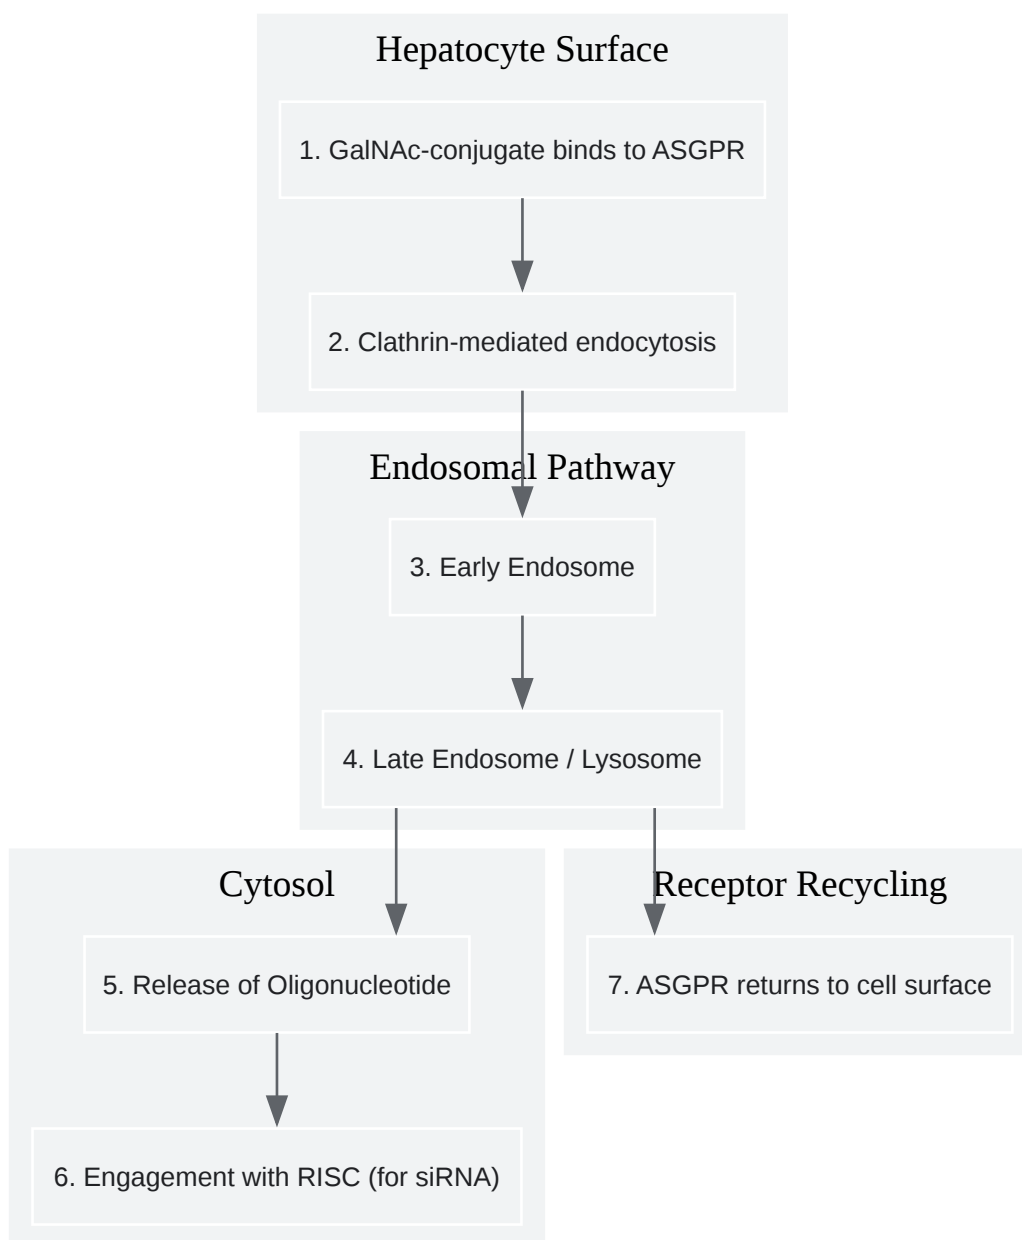 Hepatocyte Surface
1. GalNAc-conjugate binds to ASGPR
2. Clathrin-mediated endocytosis
Endosomal Pathway
3. Early Endosome
4. Late Endosome / Lysosome
Cytosol
Receptor Recycling
5. Release of Oligonucleotide
7. ASGPR returns to cell surface
6. Engagement with RISC (for siRNA)